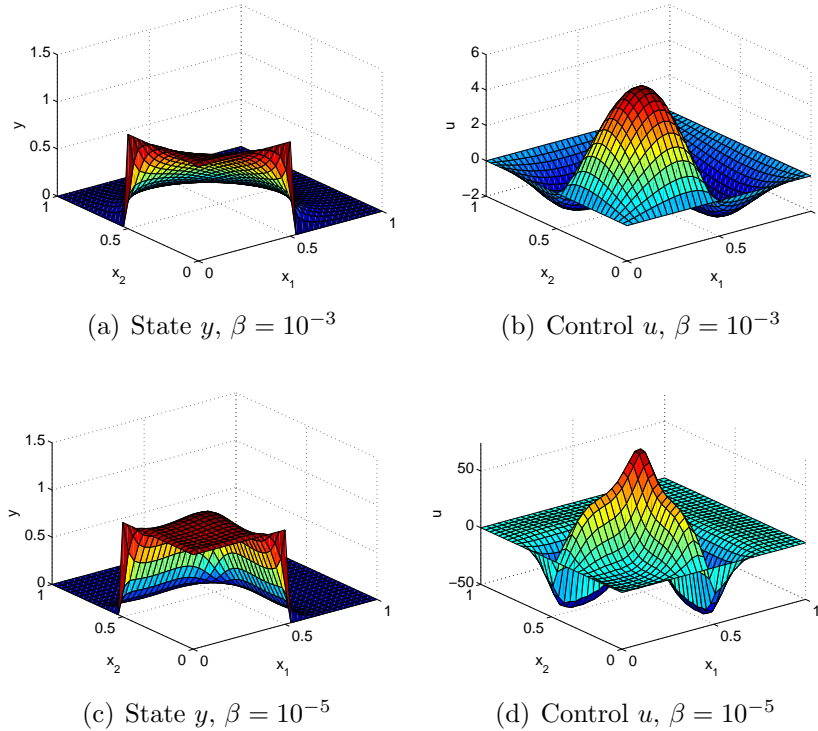 1.5
1
0.5
0
y
1
0.5
0
x2
0
0.5
1
x1
6
4
2
0
−2
u
1
0.5
0
x2
0
0.5
1
x1
(a) State y, β = 10⁻³
(b) Control u, β = 10⁻³
1.5
1
0.5
0
y
1
0.5
0
x2
0
0.5
1
x1
50
0
−50
u
1
0.5
0
x2
0
0.5
1
x1
(c) State y, β = 10⁻⁵
(d) Control u, β = 10⁻⁵